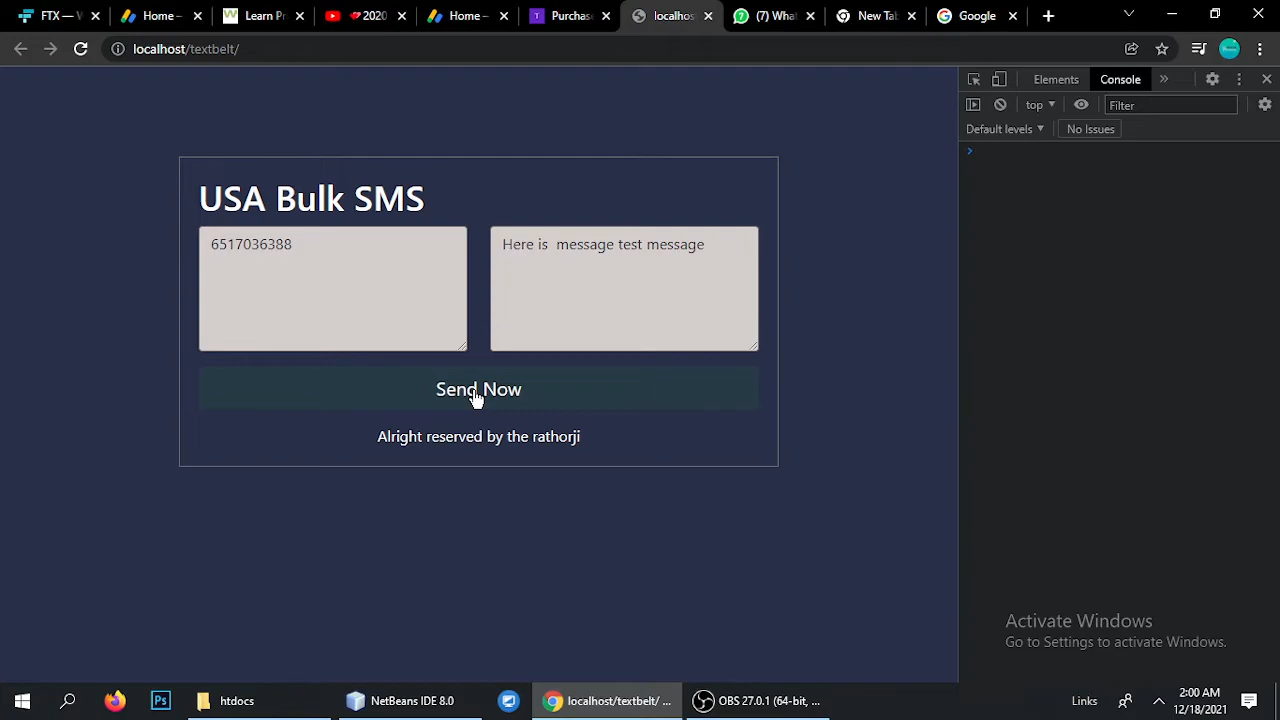 FTX — W
Home –
Learn Pr
2020
Home –
Purchas
localhos
(7) Wha
New Tab
Google
localhost/textbelt/
Elements
Console
top
Filter
Default levels
No Issues
USA Bulk SMS
6517036388
Here is  message test message
Send Now
Alright reserved by the rathorji
Activate Windows
Go to Settings to activate Windows.
Ps
htdocs
NetBeans IDE 8.0
localhost/textbelt/ ...
OBS 27.0.1 (64-bit, ...
Links
2:00 AM
12/18/2021